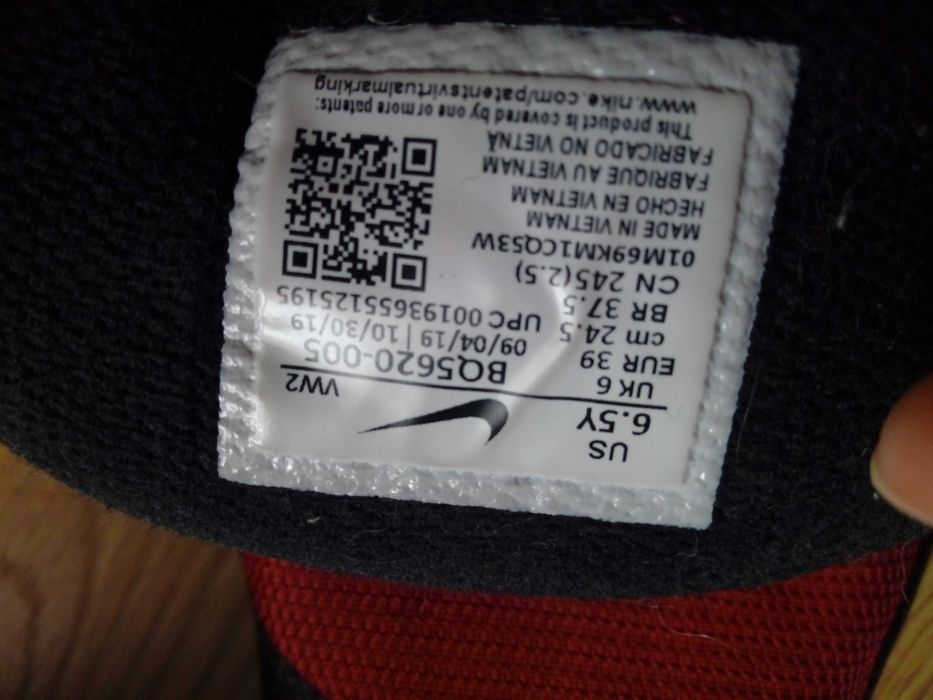 US
6.5Y
UK 6
EUR 39
cm 24.5
BR 37.5
CN 245 (2.5)
VW2
BQ5620-005
09/04/19 | 10/30/19
UPC 00193655125195
01M69KM1CQ53W
MADE IN VIETNAM
HECHO EN VIETNAM
FABRIQUE AU VIETNAM
FABRICADO NO VIETNÃ
This product is covered by one or more patents:
www.nike.com/patentsvirtualmarking